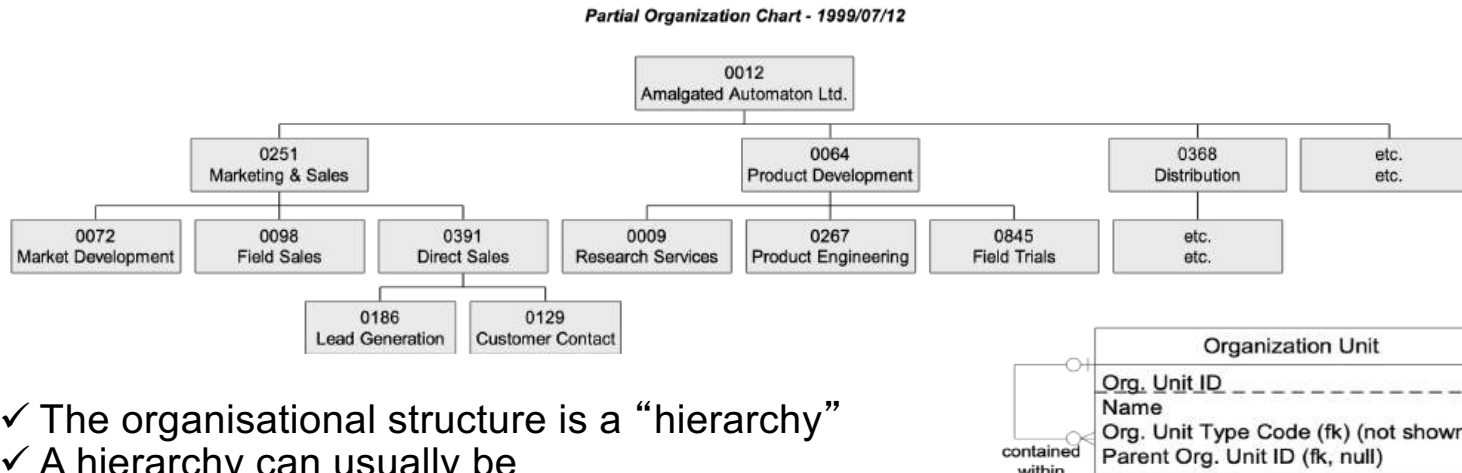 Partial Organization Chart - 1999/07/12
0012
Amalgated Automaton Ltd.
0251
Marketing & Sales
0064
Product Development
0368
Distribution
etc.
etc.
0072
Market Development
0098
Field Sales
0391
Direct Sales
0009
Research Services
0267
Product Engineering
0845
Field Trials
etc.
etc.
0186
Lead Generation
0129
Customer Contact
✓ The organisational structure is a “hierarchy”
✓ A hierarchy can usually be
Organization Unit
Org. Unit ID
Name
Org. Unit Type Code (fk) (not shown
Parent Org. Unit ID (fk, null)
contained
within